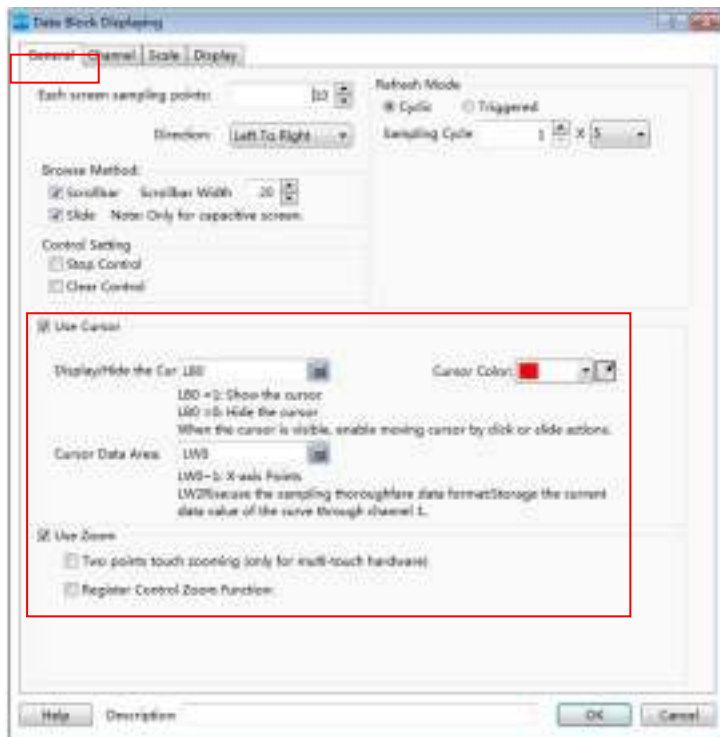 Data Block Displaying
General Channel Scale Display
Each screen sampling points: 10
Direction: Left To Right
Refresh Mode
Cyclic Triggered
Sampling Cycle 1 X 5
Browse Method:
Scrollbar Scrollbar Width 20
Slide Note: Only for capacitive screen.
Control Setting
Stop Control
Clear Control
Use Cursor
Display/Hide the Cur LB0 Cursor Color:
LB0 =1: Show the cursor
LB0 =0: Hide the cursor
When the cursor is visible, enable moving cursor by click or slide actions.
Cursor Data Area: LW0
LW0~1: X-axis Points
use the sampling thoroughfare data format:Storage the current
data value of the curve through channel 1.
Use Zoom
Two points touch zooming (only for multi-touch hardware)
Register Control Zoom Function
Help Description OK Cancel